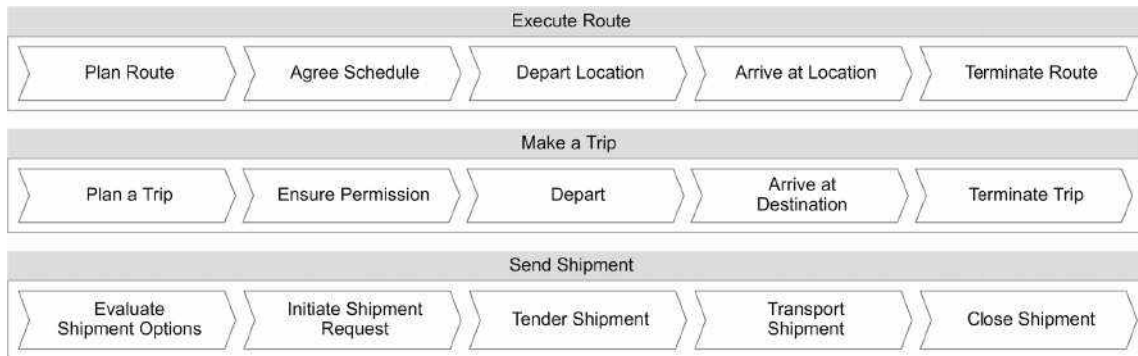 Execute Route
Plan Route
Agree Schedule
Depart Location
Arrive at Location
Terminate Route
Make a Trip
Plan a Trip
Ensure Permission
Depart
Arrive at
Destination
Terminate Trip
Send Shipment
Evaluate
Shipment Options
Initiate Shipment
Request
Tender Shipment
Transport
Shipment
Close Shipment